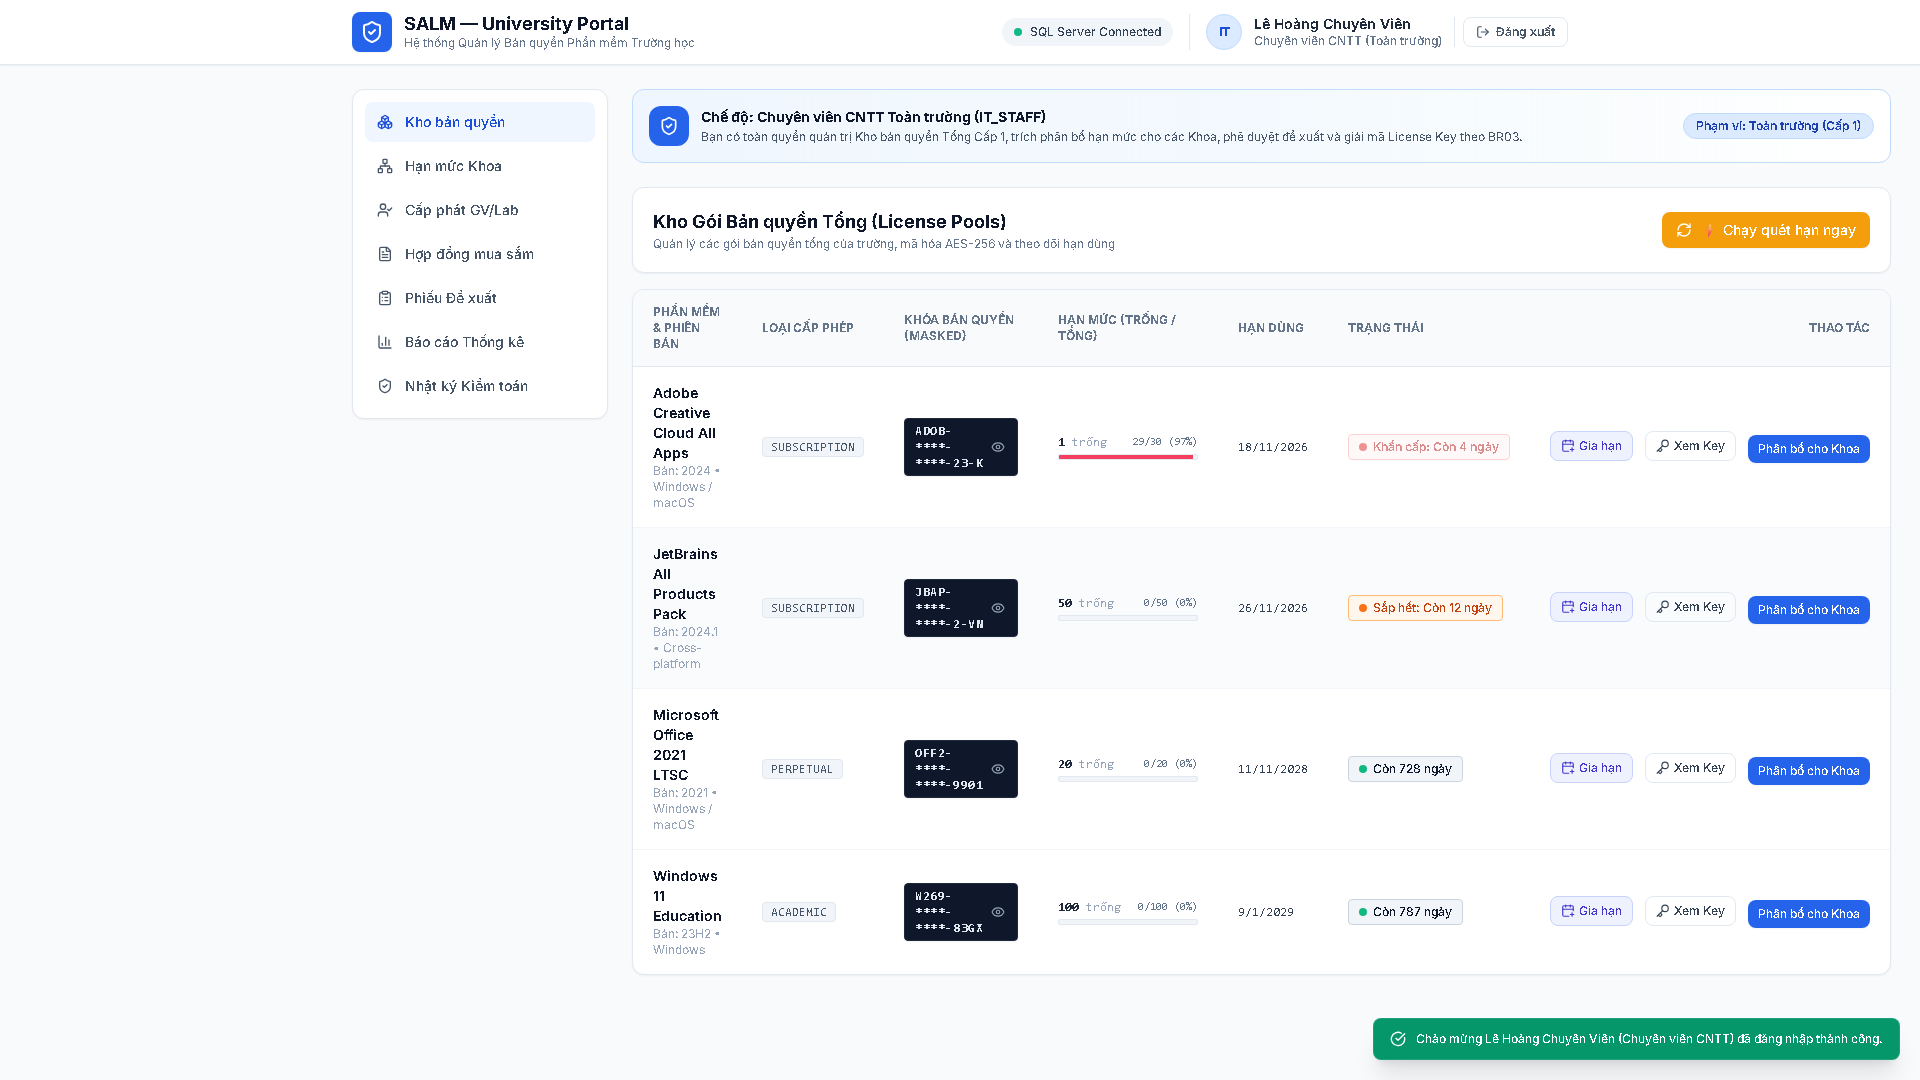 SALM — University Portal
Hệ thống Quản lý Bản quyền Phần mềm Trường học
SQL Server Connected
IT
Lê Hoàng Chuyên Viên
Chuyên viên CNTT (Toàn trường)
Đăng xuất
Kho bản quyền
Hạn mức Khoa
Cấp phát GV/Lab
Hợp đồng mua sắm
Phiếu Đề xuất
Báo cáo Thống kê
Nhật ký Kiểm toán
Chế độ: Chuyên viên CNTT Toàn trường (IT_STAFF)
Bạn có toàn quyền quản trị Kho bản quyền Tổng Cấp 1, trích phân bổ hạn mức cho các Khoa, phê duyệt đề xuất và giải mã License Key theo BR03.
Phạm vi: Toàn trường (Cấp 1)
Kho Gói Bản quyền Tổng (License Pools)
Quản lý các gói bản quyền tổng của trường, mã hóa AES-256 và theo dõi hạn dùng
Chạy quét hạn ngay
PHẦN MỀM
& PHIÊN
BẢN
LOẠI CẤP PHÉP
KHÓA BẢN QUYỀN
(MASKED)
HẠN MỨC (TRỐNG /
TỔNG)
HẠN DÙNG
TRẠNG THÁI
THAO TÁC
Adobe
Creative
Cloud All
Apps
Bản: 2024 •
Windows /
macOS
SUBSCRIPTION
ADOB-
****-
****-23-K
1 trống
29/30 (97%)
18/11/2026
Khẩn cấp: Còn 4 ngày
Gia hạn
Xem Key
Phân bổ cho Khoa
JetBrains
All
Products
Pack
Bản: 2024.1
• Cross-
platform
SUBSCRIPTION
JBAP-
****-
****-2-VN
50 trống
0/50 (0%)
26/11/2026
Sắp hết: Còn 12 ngày
Gia hạn
Xem Key
Phân bổ cho Khoa
Microsoft
Office
2021
LTSC
Bản: 2021 •
Windows /
macOS
PERPETUAL
OFF2-
****-
****-9901
20 trống
0/20 (0%)
11/11/2028
Còn 728 ngày
Gia hạn
Xem Key
Phân bổ cho Khoa
Windows
11
Education
Bản: 23H2 •
Windows
ACADEMIC
W269-
****-
****-83GX
100 trống
0/100 (0%)
9/1/2029
Còn 787 ngày
Gia hạn
Xem Key
Phân bổ cho Khoa
Chào mừng Lê Hoàng Chuyên Viên (Chuyên viên CNTT) đã đăng nhập thành công.